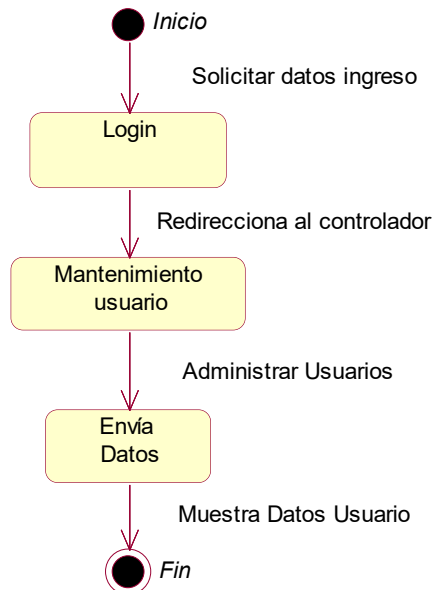 Inicio
Solicitar datos ingreso
Login
Redirecciona al controlador
Mantenimiento
usuario
Administrar Usuarios
Envía
Datos
Muestra Datos Usuario
Fin